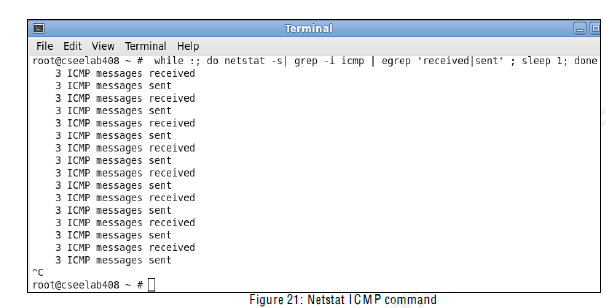 Terminal
File Edit View Terminal Help
root@cseelab408 ~ # while :; do netstat -s| grep -i icmp | egrep 'received|sent' ; sleep 1; done
3 ICMP messages received
3 ICMP messages sent
3 ICMP messages received
3 ICMP messages sent
3 ICMP messages received
3 ICMP messages sent
3 ICMP messages received
3 ICMP messages sent
3 ICMP messages received
3 ICMP messages sent
3 ICMP messages received
3 ICMP messages sent
3 ICMP messages received
3 ICMP messages sent
3 ICMP messages received
3 ICMP messages sent
^C
root@cseelab408 ~ #
Figure 21: Netstat ICMP command